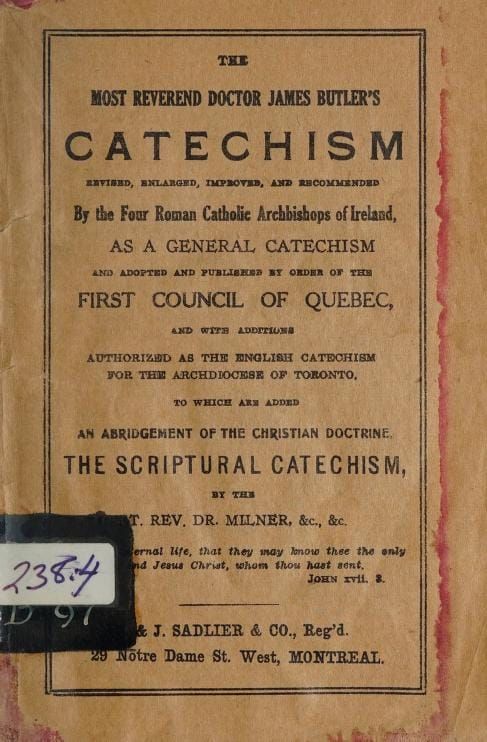 THE
MOST REVEREND DOCTOR JAMES BUTLER'S
CATECHISM
REVISED, ENLARGED, IMPROVED, AND RECOMMENDED
By the Four Roman Catholic Archbishops of Ireland,
AS A GENERAL CATECHISM
AND ADOPTED AND PUBLISHED BY ORDER OF THE
FIRST COUNCIL OF QUEBEC,
AND WITH ADDITIONS
AUTHORIZED AS THE ENGLISH CATECHISM
FOR THE ARCHDIOCESE OF TORONTO.
TO WHICH ARE ADDED
AN ABRIDGEMENT OF THE CHRISTIAN DOCTRINE.
THE SCRIPTURAL CATECHISM,
BY THE
REV. DR. MILNER, &c., &c.
ernal life, that they may know thee the only
nd Jesus Christ, whom thou hast sent.
JOHN xvii. 3.
238.4
D 97
& J. SADLIER & CO., Reg'd.
29 Nôtre Dame St. West, MONTREAL.